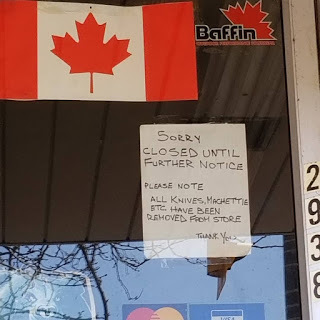 Baffin
SORRY
CLOSED UNTIL
FURTHER NOTICE
PLEASE NOTE
ALL KNIVES, MACHETTIE
ETC HAVE BEEN
REMOVED FROM STORE
THANK YOU
2
9
3
8
VISA